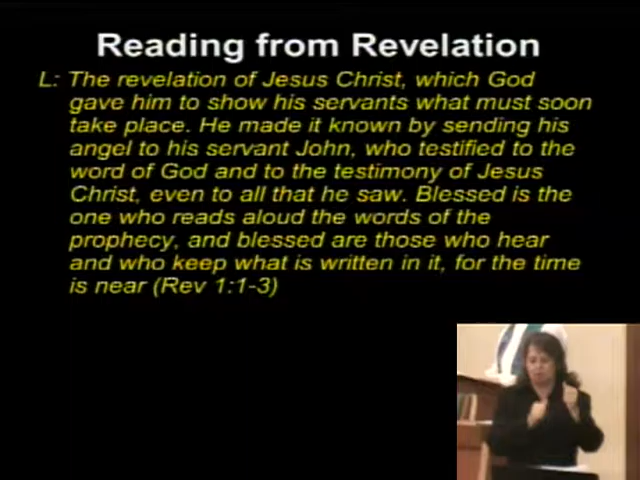 Reading from Revelation
L: The revelation of Jesus Christ, which God
gave him to show his servants what must soon
take place. He made it known by sending his
angel to his servant John, who testified to the
word of God and to the testimony of Jesus
Christ, even to all that he saw. Blessed is the
one who reads aloud the words of the
prophecy, and blessed are those who hear
and who keep what is written in it, for the time
is near (Rev 1:1-3)